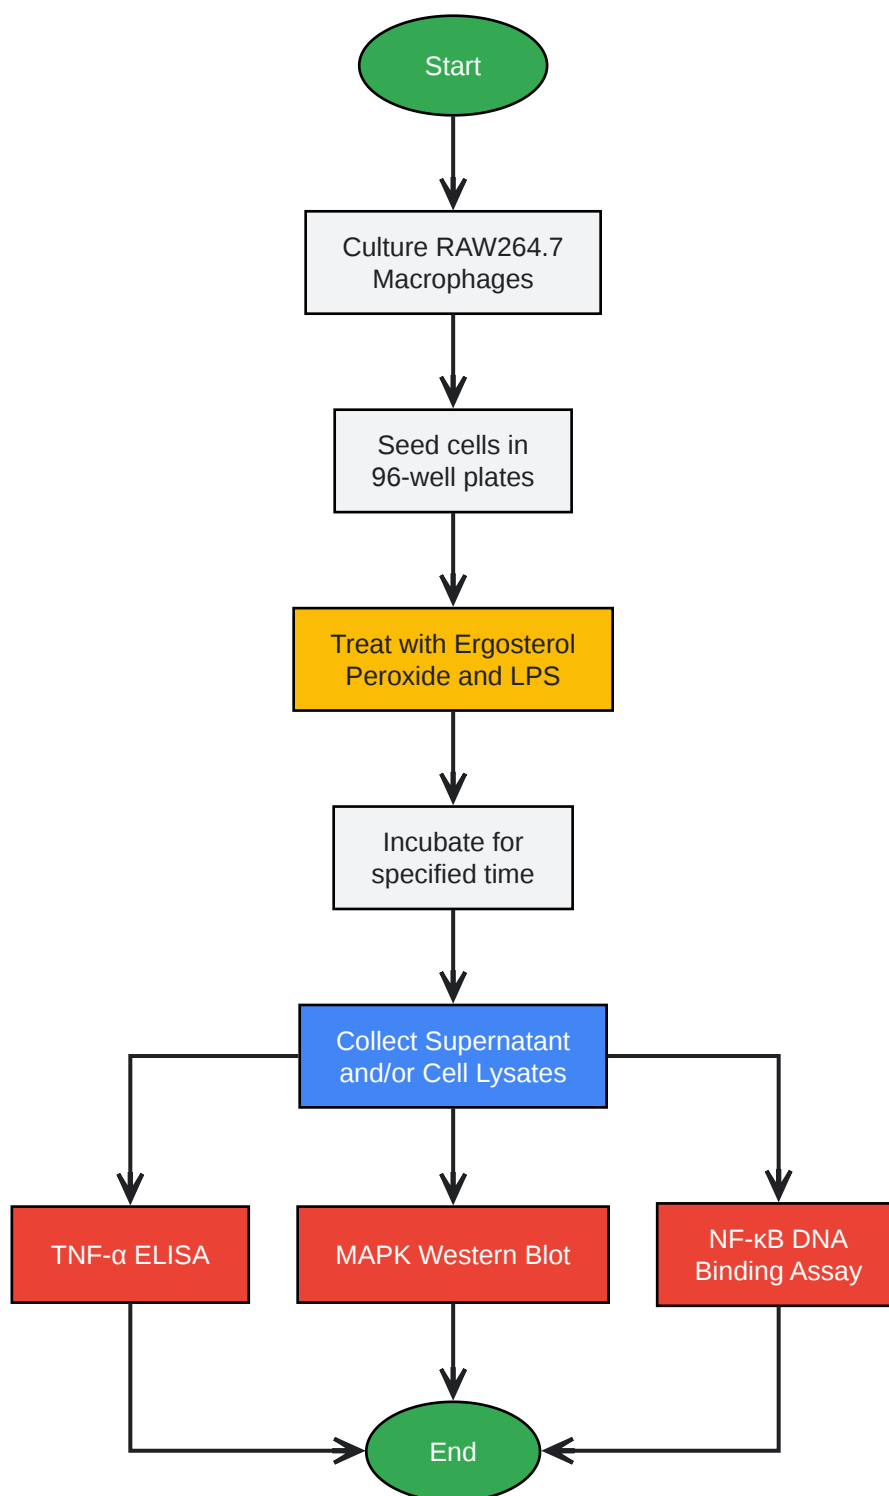 Start
Culture RAW264.7
Macrophages
Seed cells in
96-well plates
Treat with Ergosterol
Peroxide and LPS
Incubate for
specified time
Collect Supernatant
and/or Cell Lysates
TNF-α ELISA
MAPK Western Blot
NF-κB DNA
Binding Assay
End